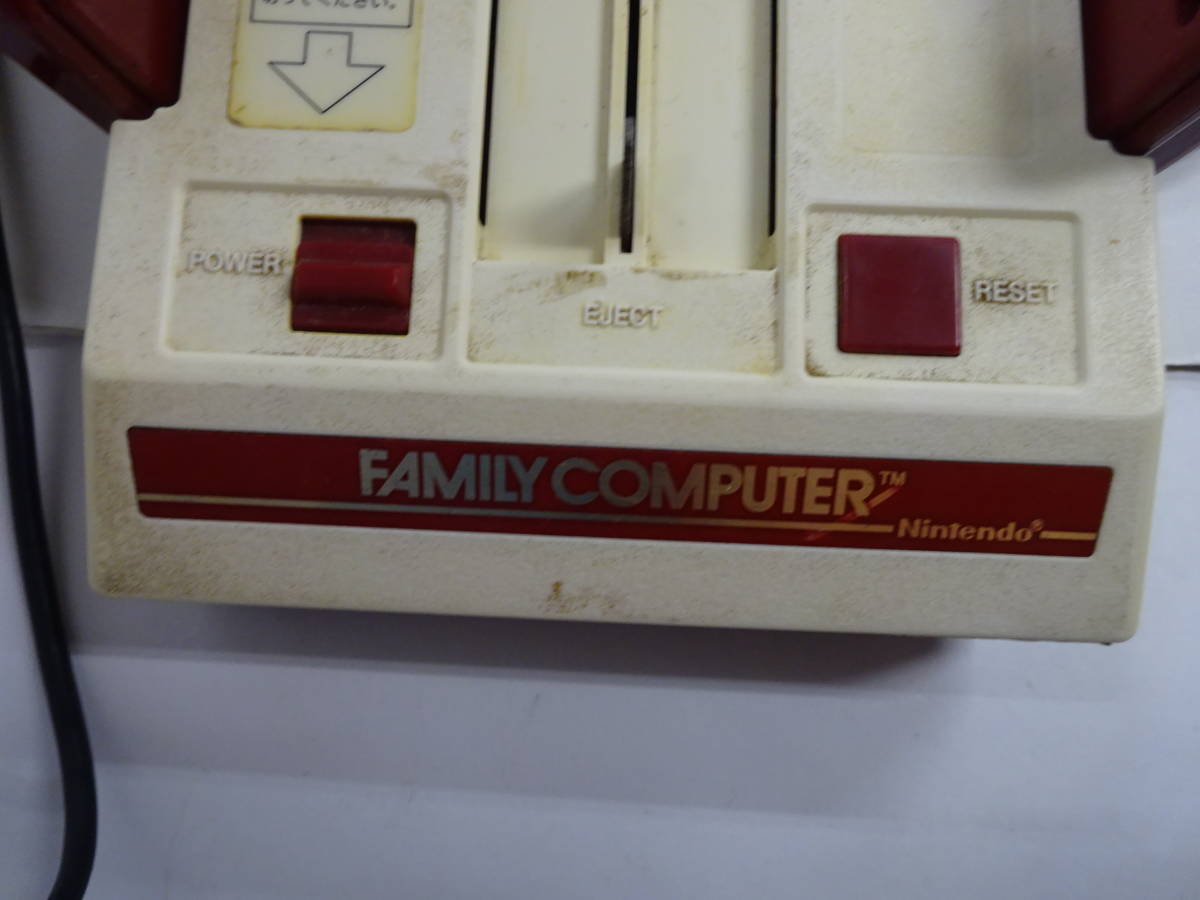 POWER
EJECT
RESET
FAMILY COMPUTER™
Nintendo®